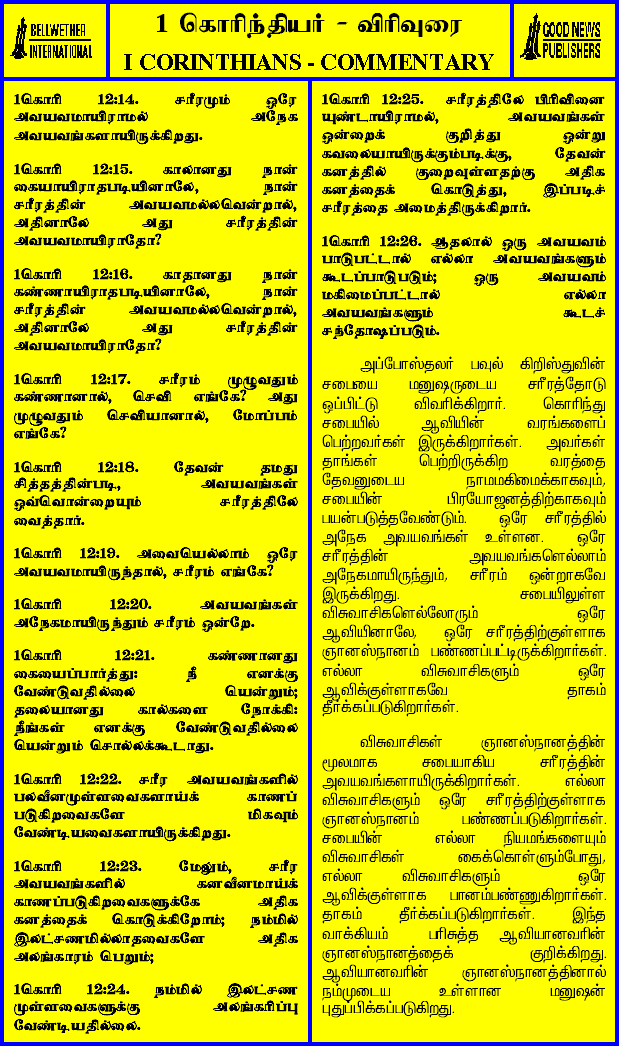 BELLWETHER
INTERNATIONAL
1 கொரிந்தியர் - விரிவுரை
I CORINTHIANS - COMMENTARY
GOOD NEWS
PUBLISHERS
1கொரி 12:14. சரீரமும் ஒரே
அவயவமாயிராமல் அநேக
அவயவங்களாயிருக்கிறது.
1கொரி 12:15. காலானது நான்
கையாயிராதபடியினாலே, நான்
சரீரத்தின் அவயவமல்லவென்றால்,
அதினாலே அது சரீரத்தின்
அவயவமாயிராதோ?
1கொரி 12:16. காதானது நான்
கண்ணாயிராதபடியினாலே, நான்
சரீரத்தின் அவயவமல்லவென்றால்,
அதினாலே அது சரீரத்தின்
அவயவமாயிராதோ?
1கொரி 12:17. சரீரம் முழுவதும்
கண்ணானால், செவி எங்கே? அது
முழுவதும் செவியானால், மோப்பம்
எங்கே?
1கொரி 12:18. தேவன் தமது
சித்தத்தின்படி, அவயவங்கள்
ஒவ்வொன்றையும் சரீரத்திலே
வைத்தார்.
1கொரி 12:19. அவையெல்லாம் ஒரே
அவயவமாயிருந்தால், சரீரம் எங்கே?
1கொரி 12:20. அவயவங்கள்
அநேகமாயிருந்தும் சரீரம் ஒன்றே.
1கொரி 12:21. கண்ணானது
கையைப்பார்த்து: நீ எனக்கு
வேண்டுவதில்லை யென்றும்;
தலையானது கால்களை நோக்கி:
நீங்கள் எனக்கு வேண்டுவதில்லை
யென்றும் சொல்லக்கூடாது.
1கொரி 12:22. சரீர அவயவங்களில்
பலவீனமுள்ளவைகளாய்க் காணப்
படுகிறவைகளே மிகவும்
வேண்டியவைகளாயிருக்கிறது.
1கொரி 12:23. மேலும், சரீர
அவயவங்களில் கனவீனமாய்க்
காணப்படுகிறவைகளுக்கே அதிக
கனத்தைக் கொடுக்கிறோம்; நம்மில்
இலட்சணமில்லாதவைகளே அதிக
அலங்காரம் பெறும்;
1கொரி 12:24. நம்மில் இலட்சண
முள்ளவைகளுக்கு அலங்கரிப்பு
வேண்டியதில்லை.
1கொரி 12:25. சரீரத்திலே பிரிவினை
யுண்டாயிராமல், அவயவங்கள்
ஒன்றைக் குறித்து ஒன்று
கவலையாயிருக்கும்படிக்கு, தேவன்
கனத்தில் குறைவுள்ளதற்கு அதிக
கனத்தைக் கொடுத்து, இப்படிச்
சரீரத்தை அமைத்திருக்கிறார்.
1கொரி 12:26. ஆதலால் ஒரு அவயவம்
பாடுபட்டால் எல்லா அவயவங்களும்
கூடப்பாடுபடும்; ஒரு அவயவம்
மகிமைப்பட்டால் எல்லா
அவயவங்களும் கூடச்
சந்தோஷப்படும்.
அப்போஸ்தலர் பவுல் கிறிஸ்துவின்
சபையை மனுஷருடைய சரீரத்தோடு
ஒப்பிட்டு விவரிக்கிறார். கொரிந்து
சபையில் ஆவியின் வரங்களைப்
பெற்றவர்கள் இருக்கிறார்கள். அவர்கள்
தாங்கள் பெற்றிருக்கிற வரத்தை
தேவனுடைய நாமமகிமைக்காகவும்,
சபையின் பிரயோஜனத்திற்காகவும்
பயன்படுத்தவேண்டும். ஒரே சரீரத்தில்
அநேக அவயவங்கள் உள்ளன. ஒரே
சரீரத்தின் அவயவங்களெல்லாம்
அநேகமாயிருந்தும், சரீரம் ஒன்றாகவே
இருக்கிறது. சபையிலுள்ள
விசுவாசிகளெல்லோரும் ஒரே
ஆவியினாலே, ஒரே சரீரத்திற்குள்ளாக
ஞானஸ்நானம் பண்ணப்பட்டிருக்கிறார்கள்.
எல்லா விசுவாசிகளும் ஒரே
ஆவிக்குள்ளாகவே தாகம்
தீர்க்கப்படுகிறார்கள்.
விசுவாசிகள் ஞானஸ்நானத்தின்
மூலமாக சபையாகிய சரீரத்தின்
அவயவங்களாயிருக்கிறார்கள். எல்லா
விசுவாசிகளும் ஒரே சரீரத்திற்குள்ளாக
ஞானஸ்நானம் பண்ணப்படுகிறார்கள்.
சபையின் எல்லா நியமங்களையும்
விசுவாசிகள் கைக்கொள்ளும்போது,
எல்லா விசுவாசிகளும் ஒரே
ஆவிக்குள்ளாக பானம்பண்ணுகிறார்கள்.
தாகம் தீர்க்கப்படுகிறார்கள். இந்த
வாக்கியம் பரிசுத்த ஆவியானவரின்
ஞானஸ்நானத்தைக் குறிக்கிறது.
ஆவியானவரின் ஞானஸ்நானத்தினால்
நம்முடைய உள்ளான மனுஷன்
புதுப்பிக்கப்படுகிறது.